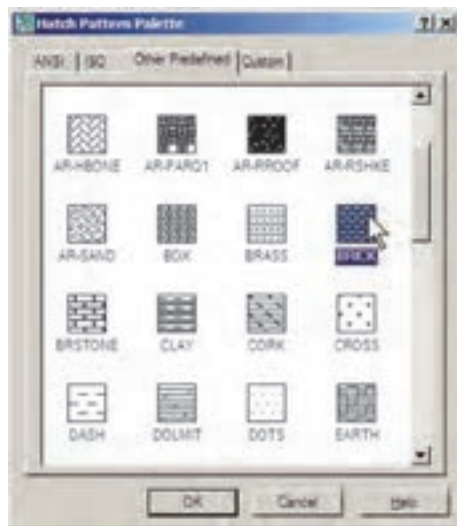 Hatch Pattern Palette
ANSI ISO Other Predefined Custom
AR-HBONE AR-PARQ1 AR-RROOF AR-RSHKE
AR-SAND BOX BRASS BRICK
BRSTONE CLAY CORK CROSS
DASH DOLMIT DOTS EARTH
OK Cancel Help